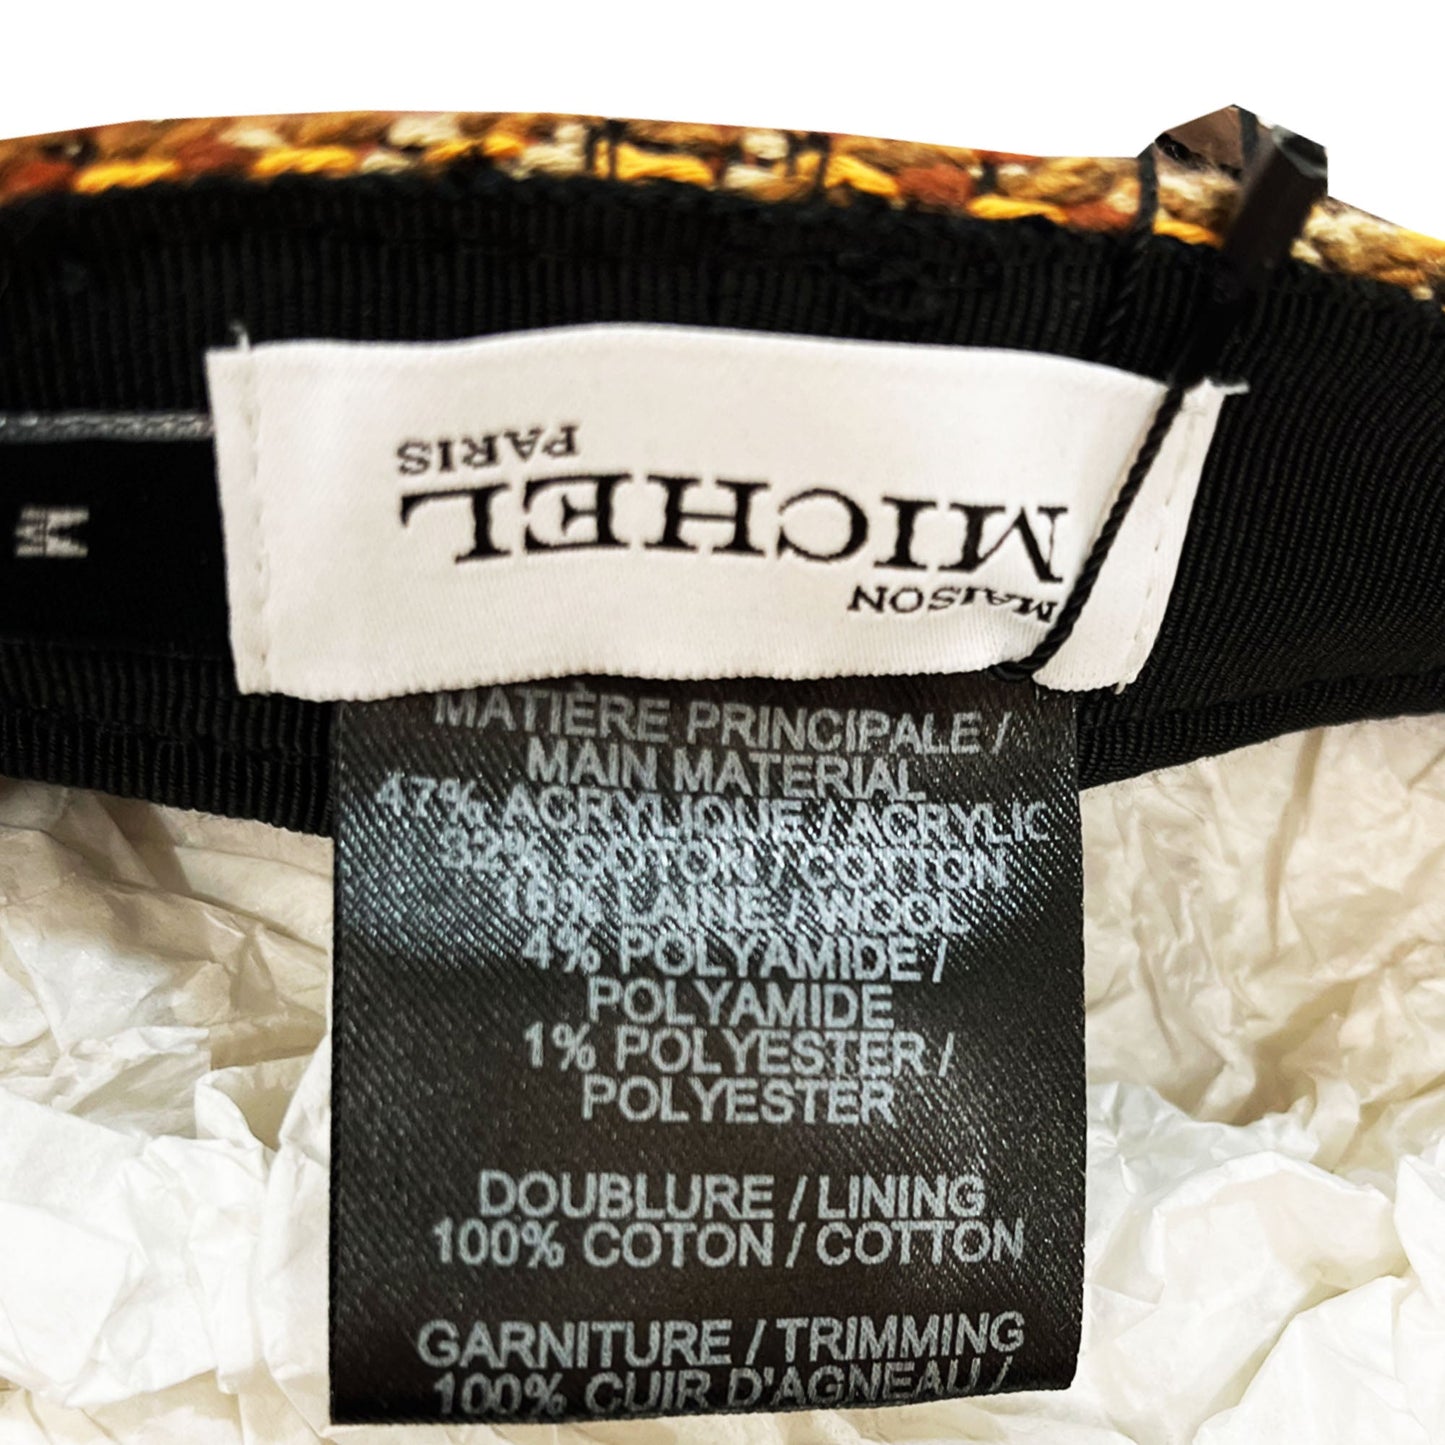 MAISON
MICHEL
PARIS
M
MATIÈRE PRINCIPALE /
MAIN MATERIAL
47% ACRYLIQUE / ACRYLIC
32% COTON / COTTON
16% LAINE / WOOL
4% POLYAMIDE /
POLYAMIDE
1% POLYESTER /
POLYESTER
DOUBLURE / LINING
100% COTON / COTTON
GARNITURE / TRIMMING
100% CUIR D'AGNEAU /